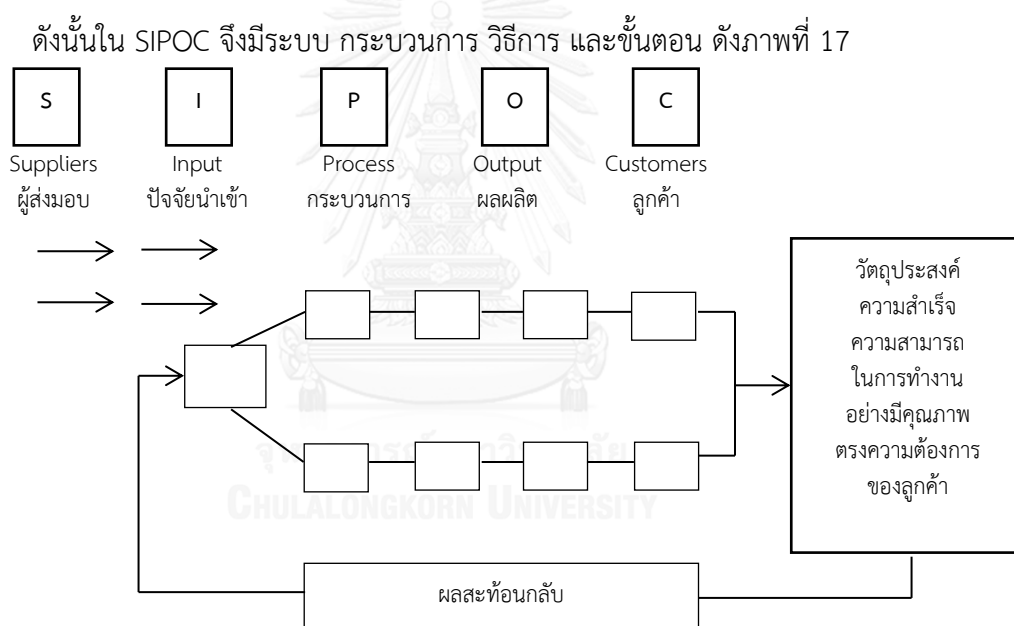 ดังนั้นใน SIPOC จึงมีระบบ กระบวนการ วิธีการ และขั้นตอน ดังภาพที่ 17
S I P O C
Suppliers Input Process Output Customers
ผู้ส่งมอบ ปัจจัยนำเข้า กระบวนการ ผลผลิต ลูกค้า
วัตถุประสงค์
ความสำเร็จ
ความสามารถ
ในการทำงาน
อย่างมีคุณภาพ
ตรงความต้องการ
ของลูกค้า
CHULALONGKORN UNIVERSITY
ผลสะท้อนกลับ